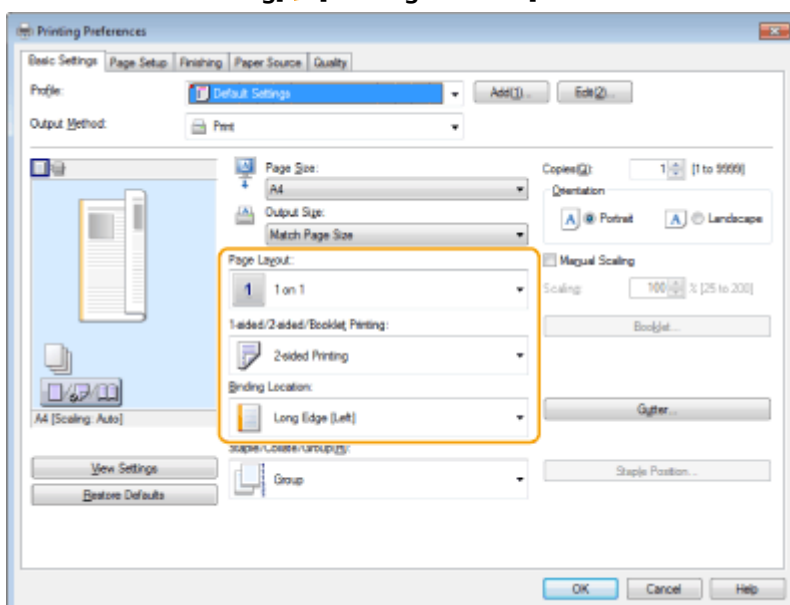 Printing Preferences
Basic Settings Page Setup Finishing Paper Source Quality
Profile: Default Settings Add(1)... Edit(2)...
Output Method: Print
Page Size: Copies(Q): 1 [1 to 9999]
A4 Orientation
Output Size: A Portrait A Landscape
Match Page Size
Page Layout: Manual Scaling
1 1 on 1 Scaling: 100 % [25 to 200]
1-sided/2-sided/Booklet Printing: Booklet...
2-sided Printing
Binding Location:
A4 [Scaling: Auto] Long Edge [Left] Gutter...
Staple/Collate/Group(R):
View Settings Group Staple Position...
Restore Defaults
OK Cancel Help